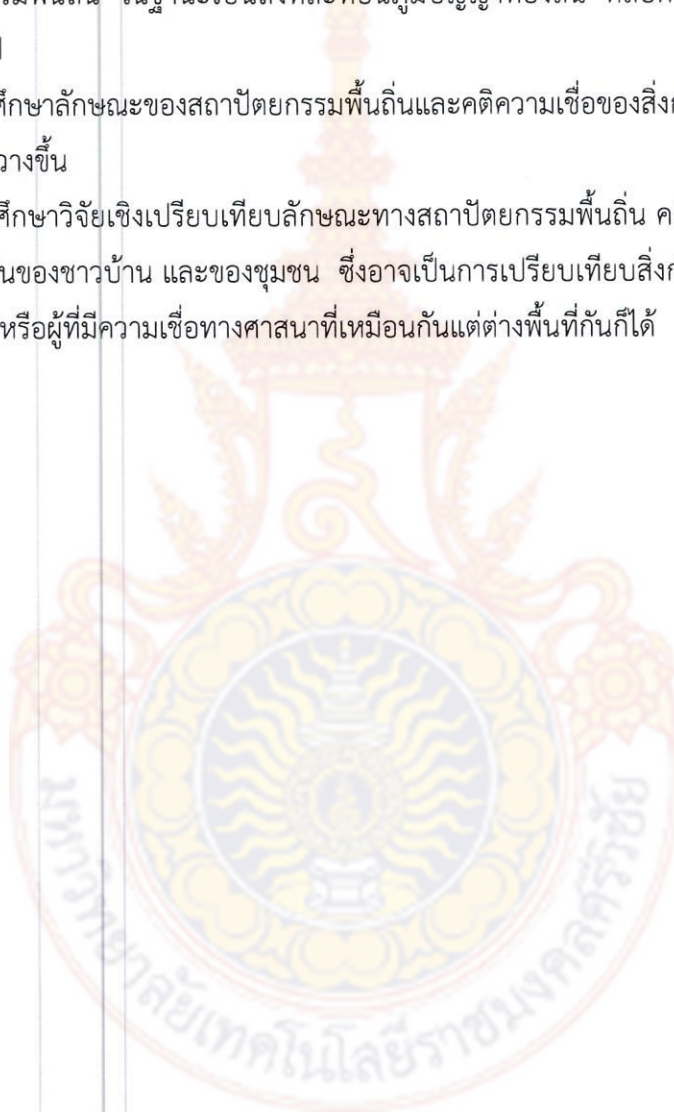 ศึกษาลักษณะของสถาปัตยกรรมพื้นถิ่นและคติความเชื่อของ
วางขึ้น
ศึกษาวิจัยเชิงเปรียบเทียบลักษณะทางสถาปัตยกรรมพื้นถิ่น
ของชาวบ้าน และของชุมชน ซึ่งอาจเป็นการเปรียบเทียบ
หรือผู้ที่มีความเชื่อทางศาสนาที่เหมือนกันแต่ต่างพื้นที่กันก็ได้
มหาวิทยาลัยเทคโนโลยีราชมงคลศรีวิชัย